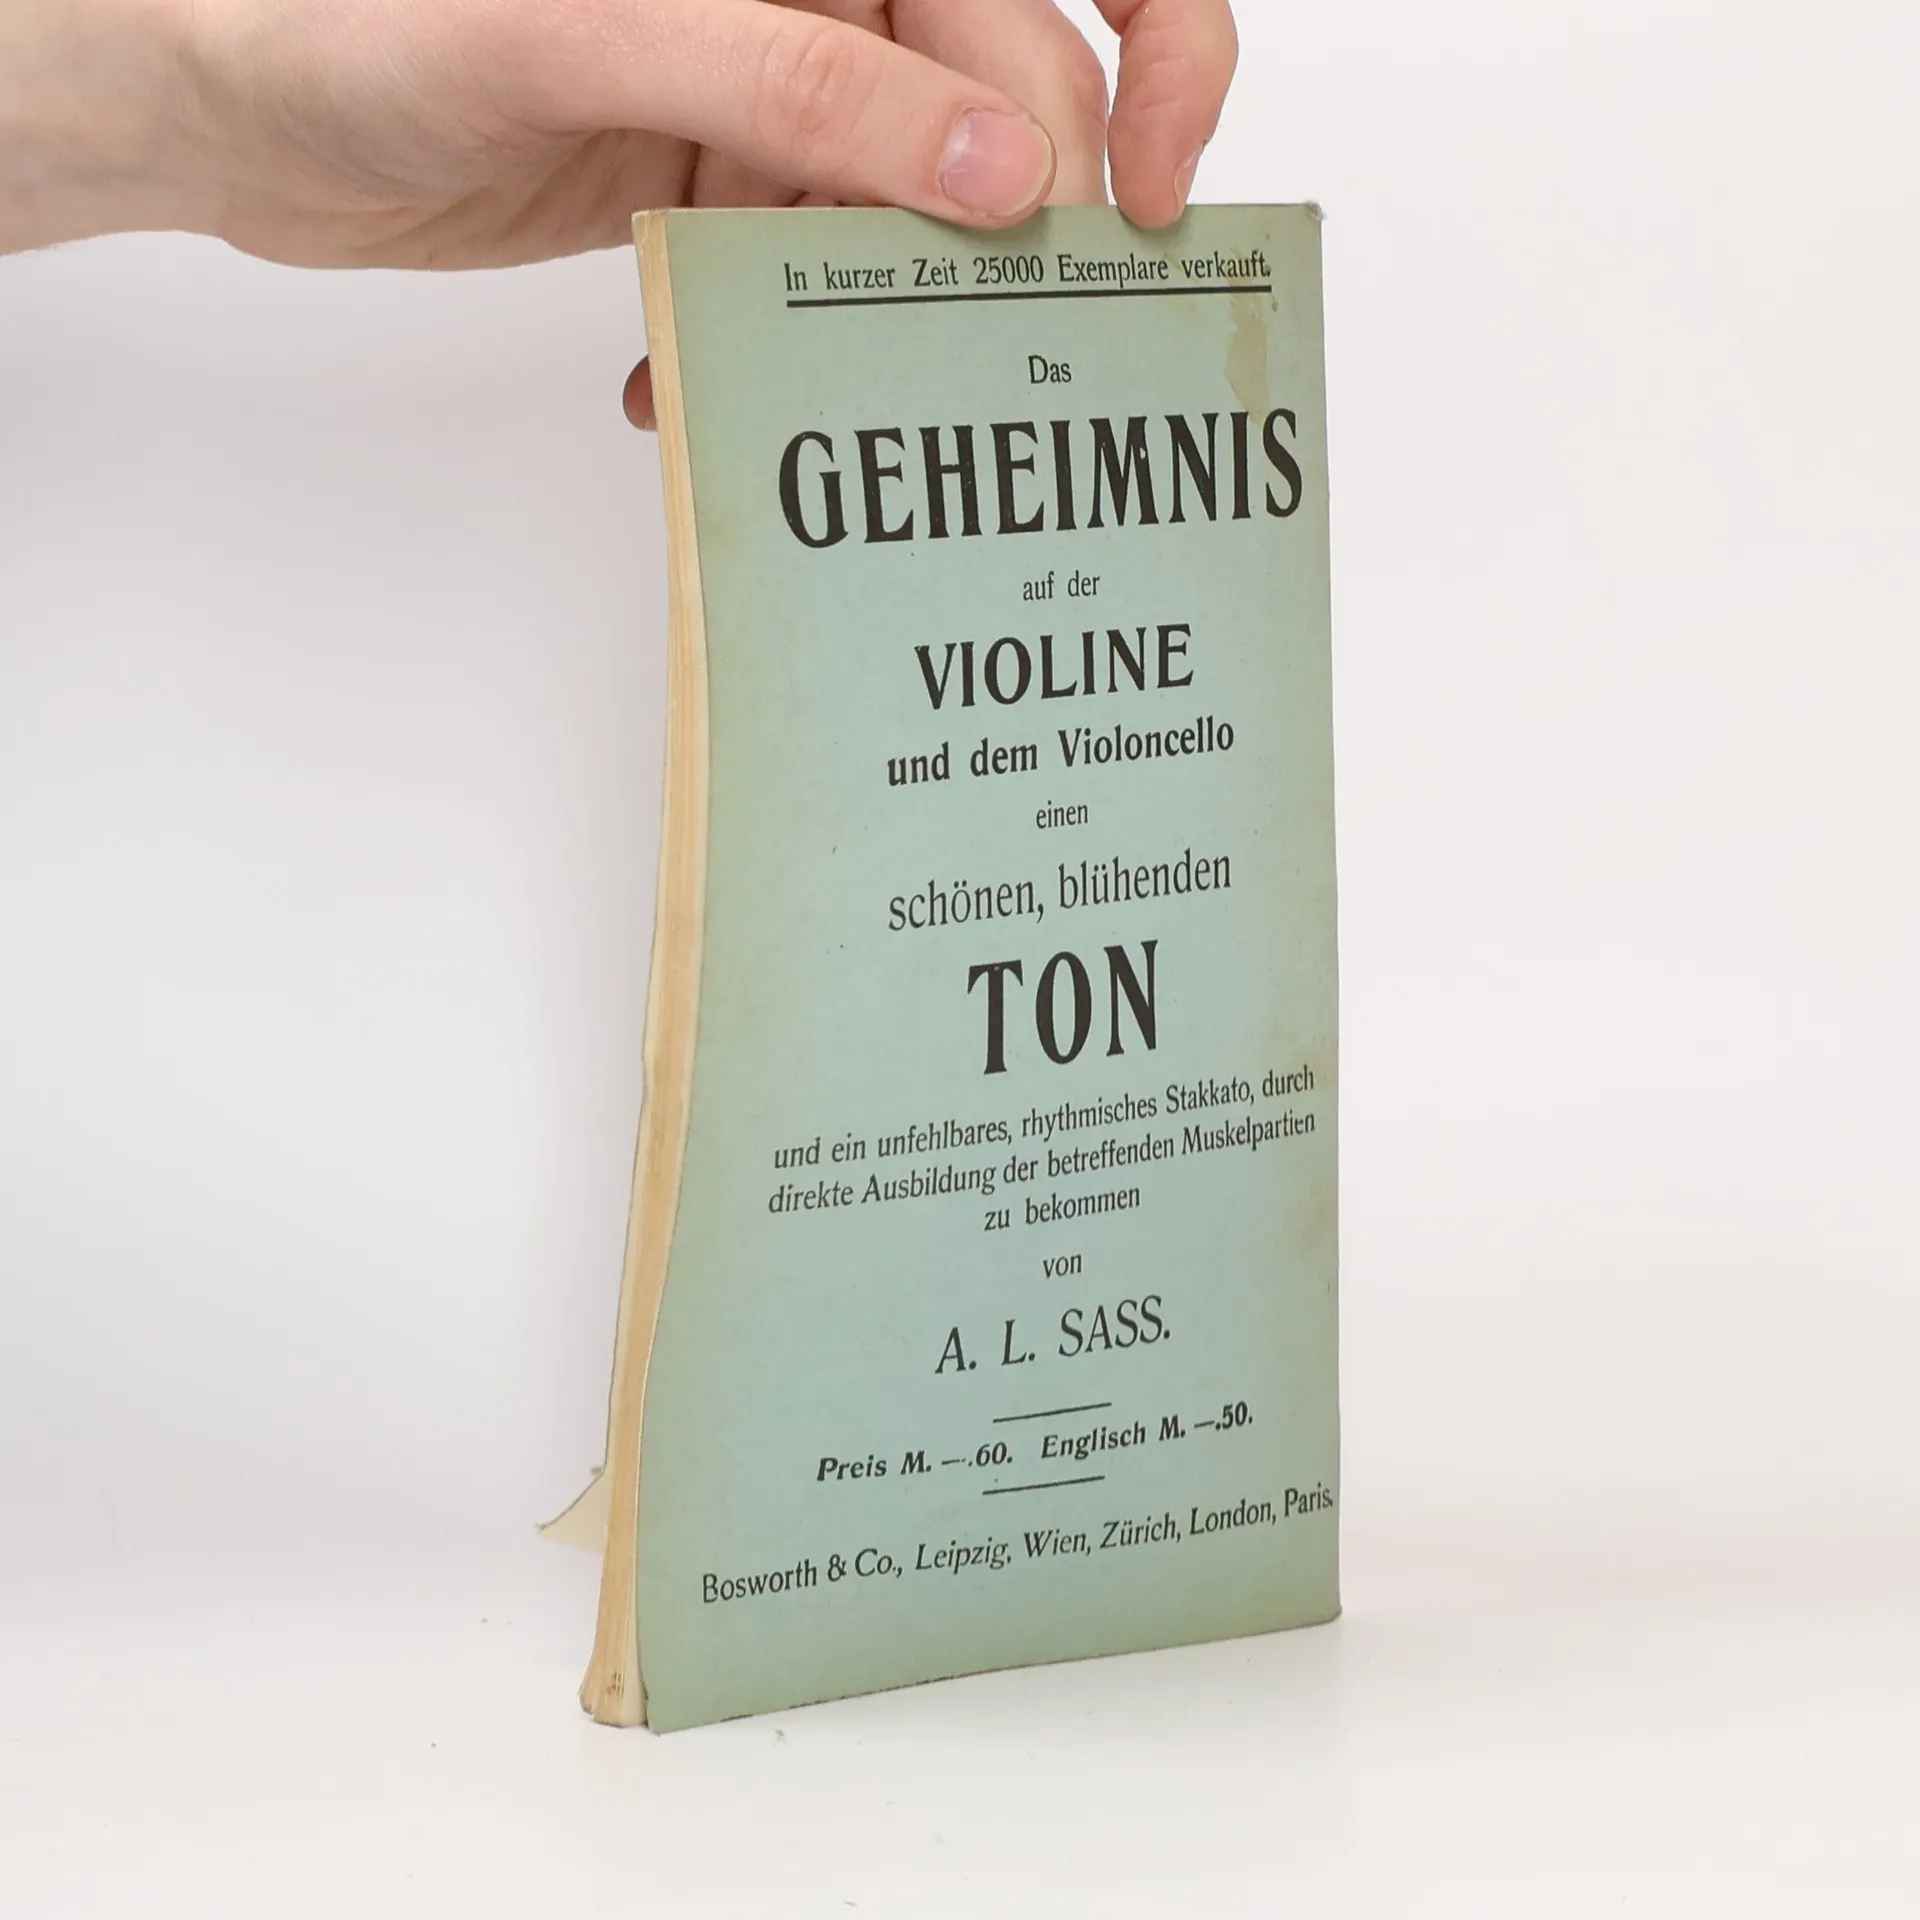 In kurzer Zeit 25000 Exemplare verkauft.
Das
GEHEIMNIS
auf der
VIOLINE
und dem Violoncello
einen
schönen, blühenden
TON
und ein unfehlbares, rhythmisches Stakkato, durch
direkte Ausbildung der betreffenden Muskelpartien
zu bekommen
von
A. L. SASS.
Preis M. —.60. Englisch M. —.50.
Bosworth & Co., Leipzig, Wien, Zürich, London, Paris.